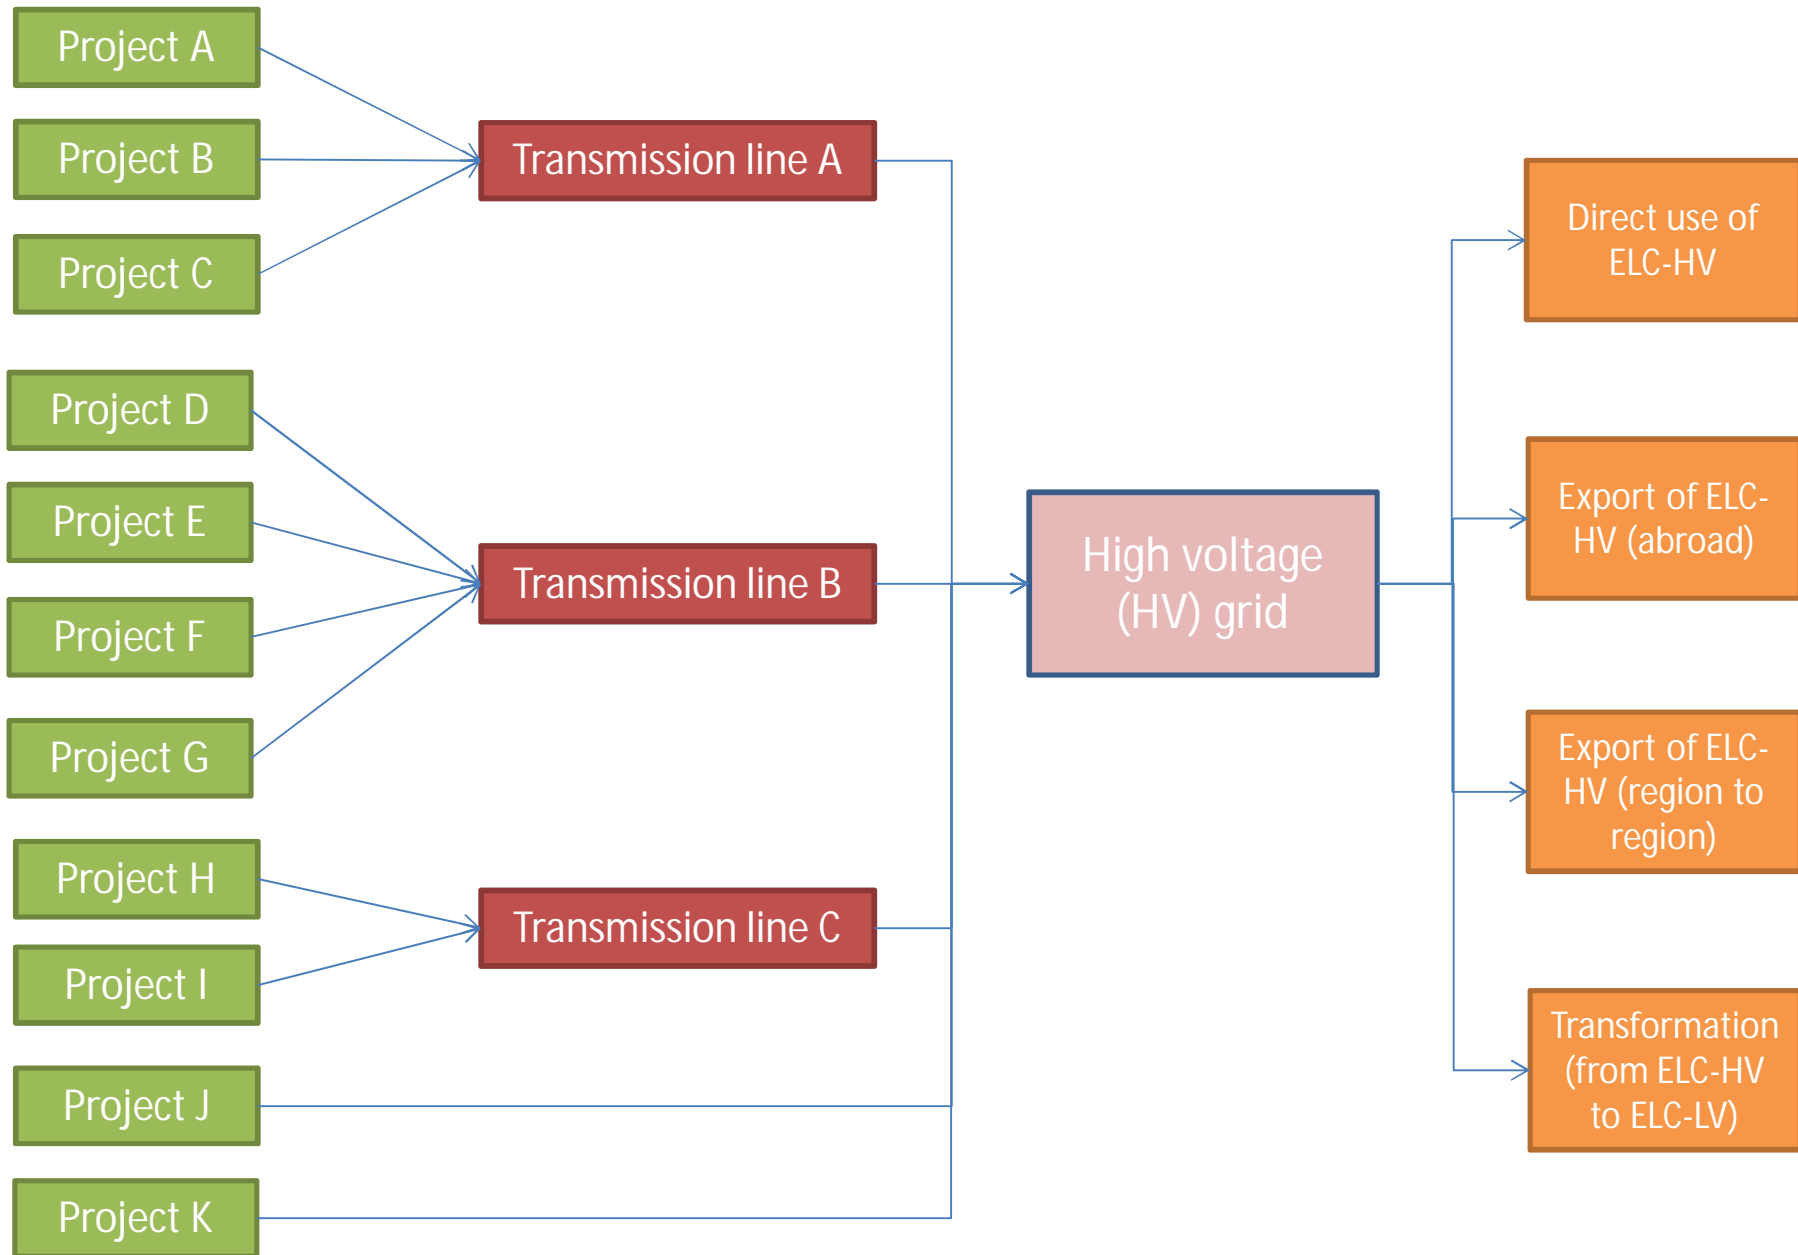 Project A
Project B
Project C
Project D
Project E
Project F
Project G
Project H
Project I
Project J
Project K
Transmission line A
Transmission line B
Transmission line C
High voltage
(HV) grid
Direct use of
ELC-HV
Export of ELC-
HV (abroad)
Export of ELC-
HV (region to
region)
Transformation
(from ELC-HV
to ELC-LV)